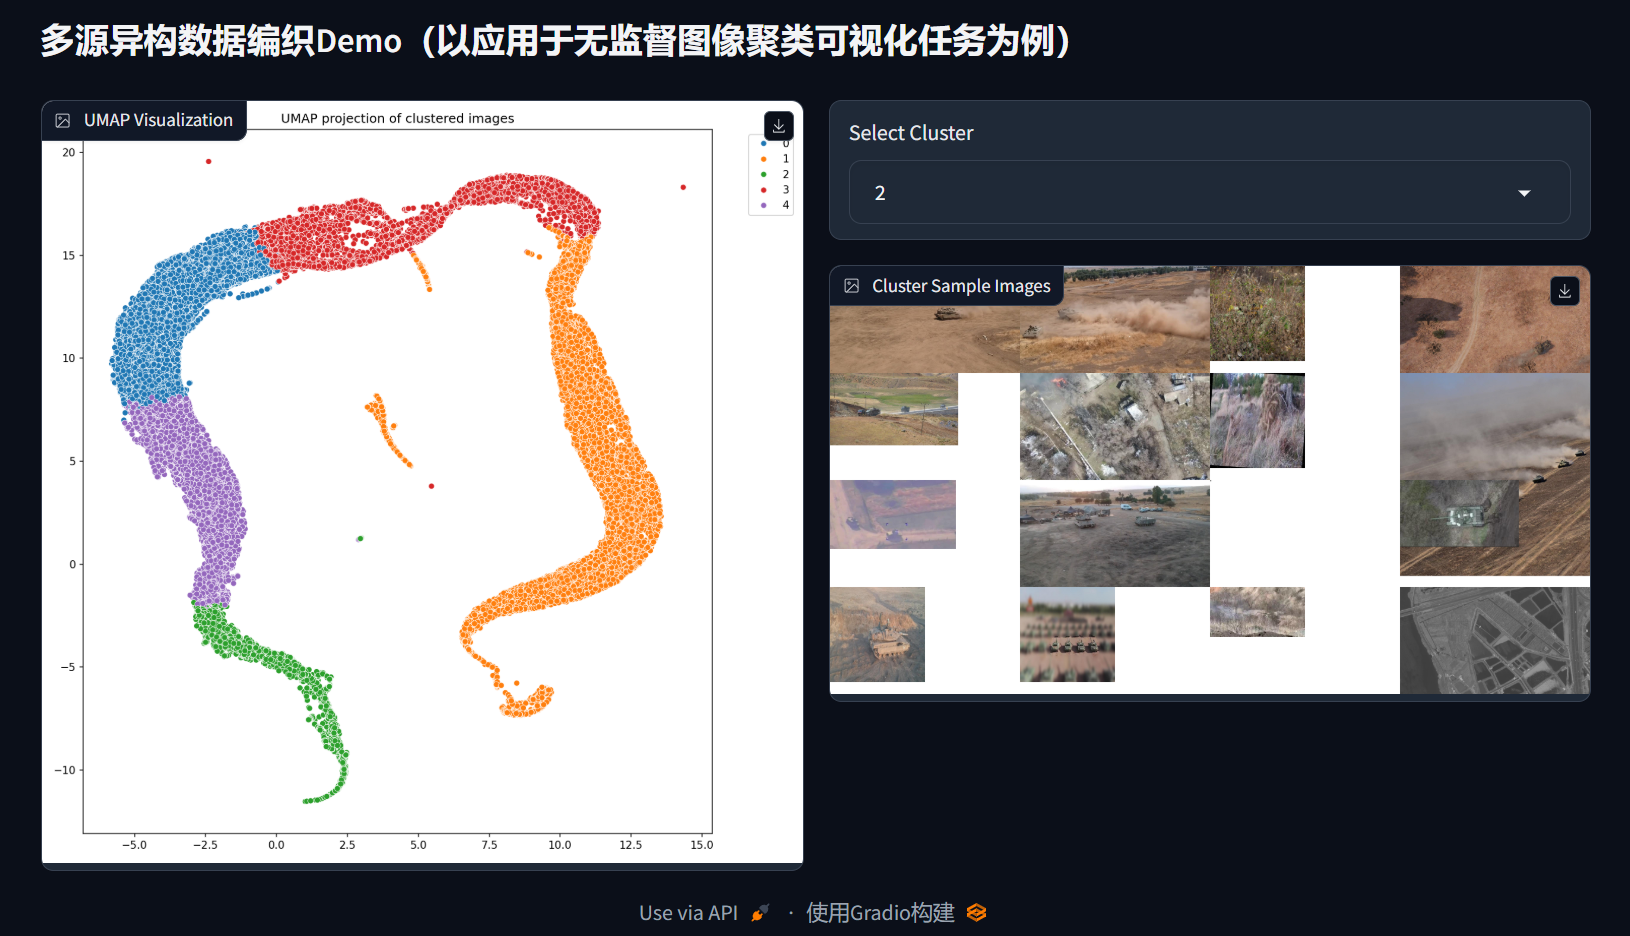 多源异构数据编织Demo（以应用于无监督图像聚类可视化任务为例）
UMAP Visualization
UMAP projection of clustered images
20
15
10
5
0
−5
−10
−5.0 −2.5 0.0 2.5 5.0 7.5 10.0 12.5 15.0
0
1
2
3
4
Select Cluster
2
Cluster Sample Images
Use via API · 使用Gradio构建